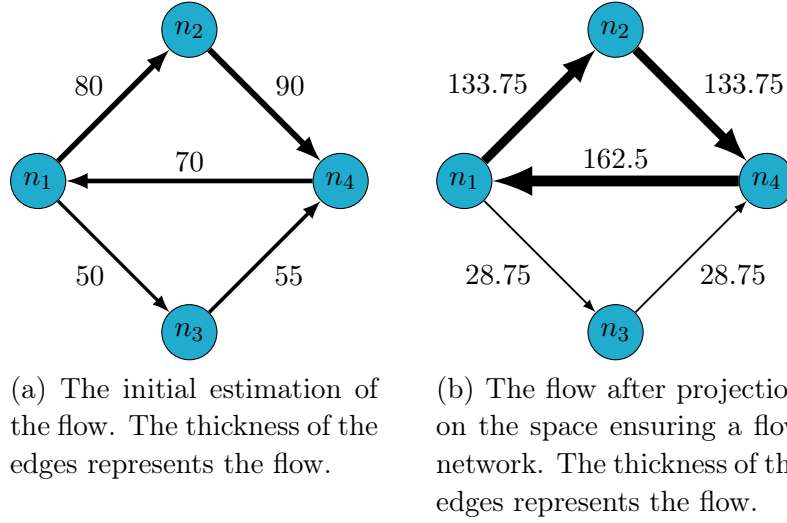 n2
80
90
n1
70
n4
50
55
n3
(a) The initial estimation of
the flow. The thickness of the
edges represents the flow.
n2
133.75
133.75
n1
162.5
n4
28.75
28.75
n3
(b) The flow after projectio
on the space ensuring a flow
network. The thickness of th
edges represents the flow.